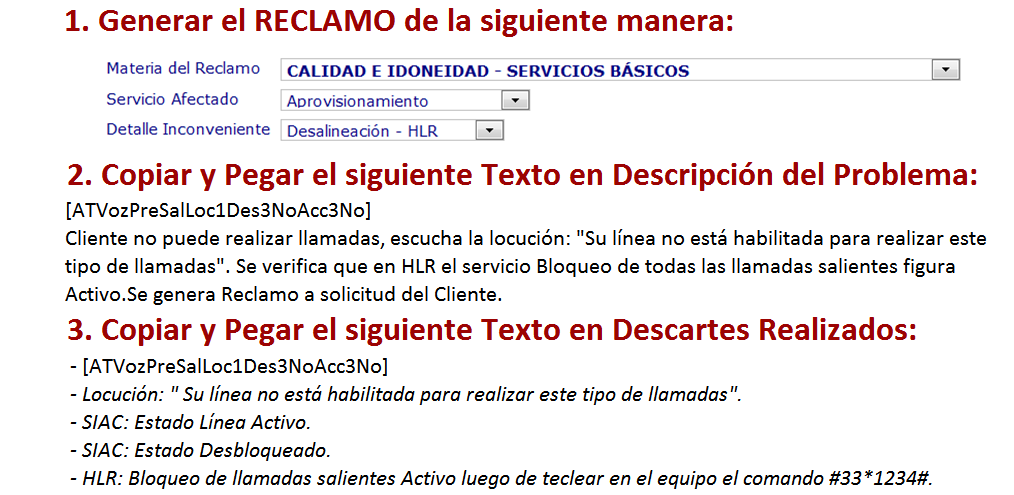 1. Generar el RECLAMO de la siguiente manera:
Materia del Reclamo CALIDAD E IDONEIDAD - SERVICIOS BÁSICOS
Servicio Afectado Aprovisionamiento
Detalle Inconveniente Desalineación - HLR
2. Copiar y Pegar el siguiente Texto en Descripción del Problema:
[ATVozPreSalLoc1Des3NoAcc3No]
Cliente no puede realizar llamadas, escucha la locución: "Su línea no está habilitada para realizar este
tipo de llamadas". Se verifica que en HLR el servicio Bloqueo de todas las llamadas salientes figura
Activo.Se genera Reclamo a solicitud del Cliente.
3. Copiar y Pegar el siguiente Texto en Descartes Realizados:
- [ATVozPreSalLoc1Des3NoAcc3No]
- Locución: " Su línea no está habilitada para realizar este tipo de llamadas".
- SIAC: Estado Línea Activo.
- SIAC: Estado Desbloqueado.
- HLR: Bloqueo de llamadas salientes Activo luego de teclear en el equipo el comando #33*1234#.